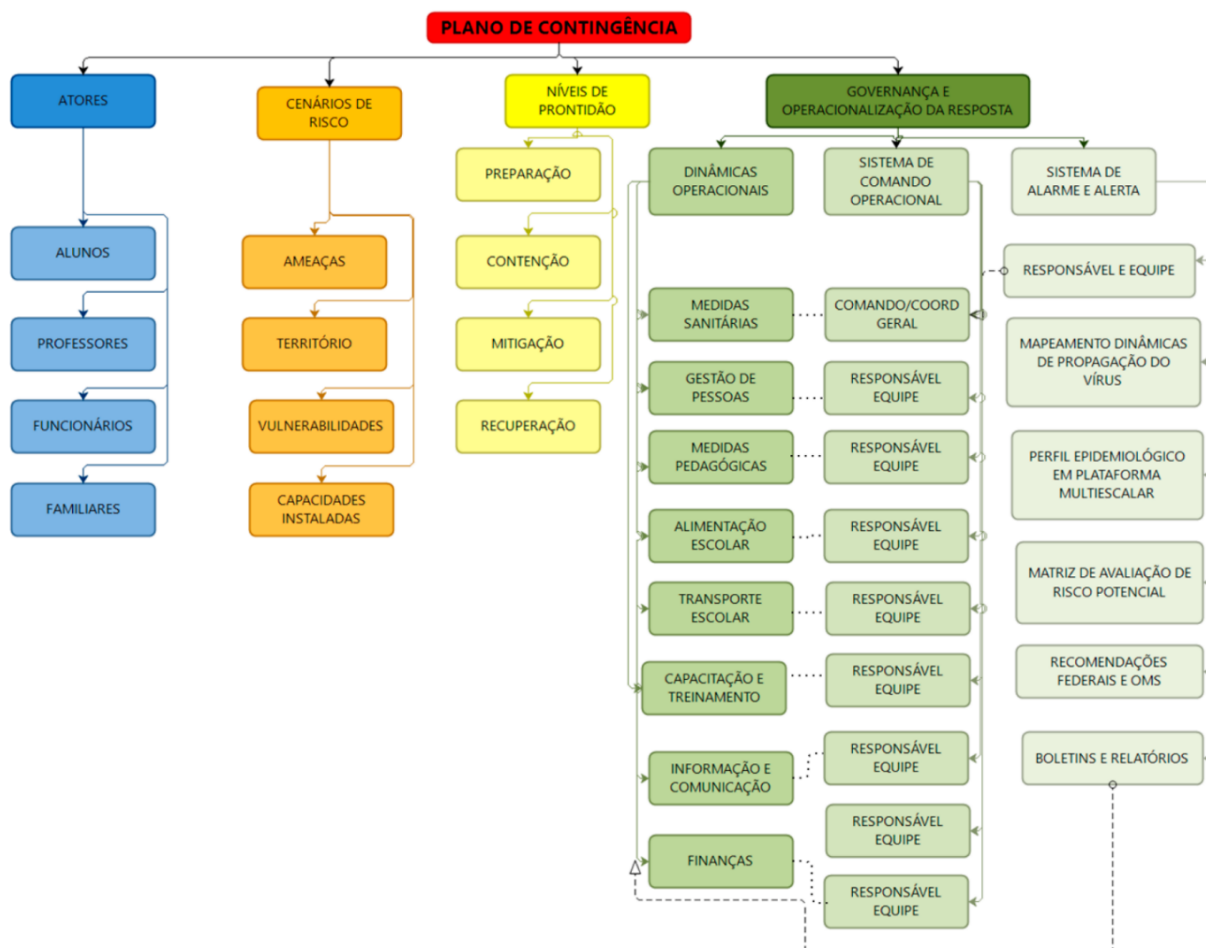 PLANO DE CONTINGÊNCIA
ATORES
ALUNOS
PROFESSORES
FUNCIONÁRIOS
FAMILIARES
CENÁRIOS DE
RISCO
AMEAÇAS
TERRITÓRIO
VULNERABILIDADES
CAPACIDADES
INSTALADAS
NÍVEIS DE
PRONTIDÃO
PREPARAÇÃO
CONTENÇÃO
MITIGAÇÃO
RECUPERAÇÃO
GOVERNANÇA E
OPERACIONALIZAÇÃO DA RESPOSTA
DINÂMICAS
OPERACIONAIS
MEDIDAS
SANITÁRIAS
GESTÃO DE
PESSOAS
MEDIDAS
PEDAGÓGICAS
ALIMENTAÇÃO
ESCOLAR
TRANSPORTE
ESCOLAR
CAPACITAÇÃO E
TREINAMENTO
INFORMAÇÃO E
COMUNICAÇÃO
FINANÇAS
SISTEMA DE
COMANDO
OPERACIONAL
COMANDO/COORD
GERAL
RESPONSÁVEL
EQUIPE
RESPONSÁVEL
EQUIPE
RESPONSÁVEL
EQUIPE
RESPONSÁVEL
EQUIPE
RESPONSÁVEL
EQUIPE
RESPONSÁVEL
EQUIPE
RESPONSÁVEL
EQUIPE
RESPONSÁVEL
EQUIPE
SISTEMA DE
ALARME E ALERTA
RESPONSÁVEL E EQUIPE
MAPEAMENTO DINÂMICAS
DE PROPAGAÇÃO DO
VÍRUS
PERFIL EPIDEMIOLÓGICO
EM PLATAFORMA
MULTIESCALAR
MATRIZ DE AVALIAÇÃO DE
RISCO POTENCIAL
RECOMENDAÇÕES
FEDERAIS E OMS
BOLETINS E RELATÓRIOS